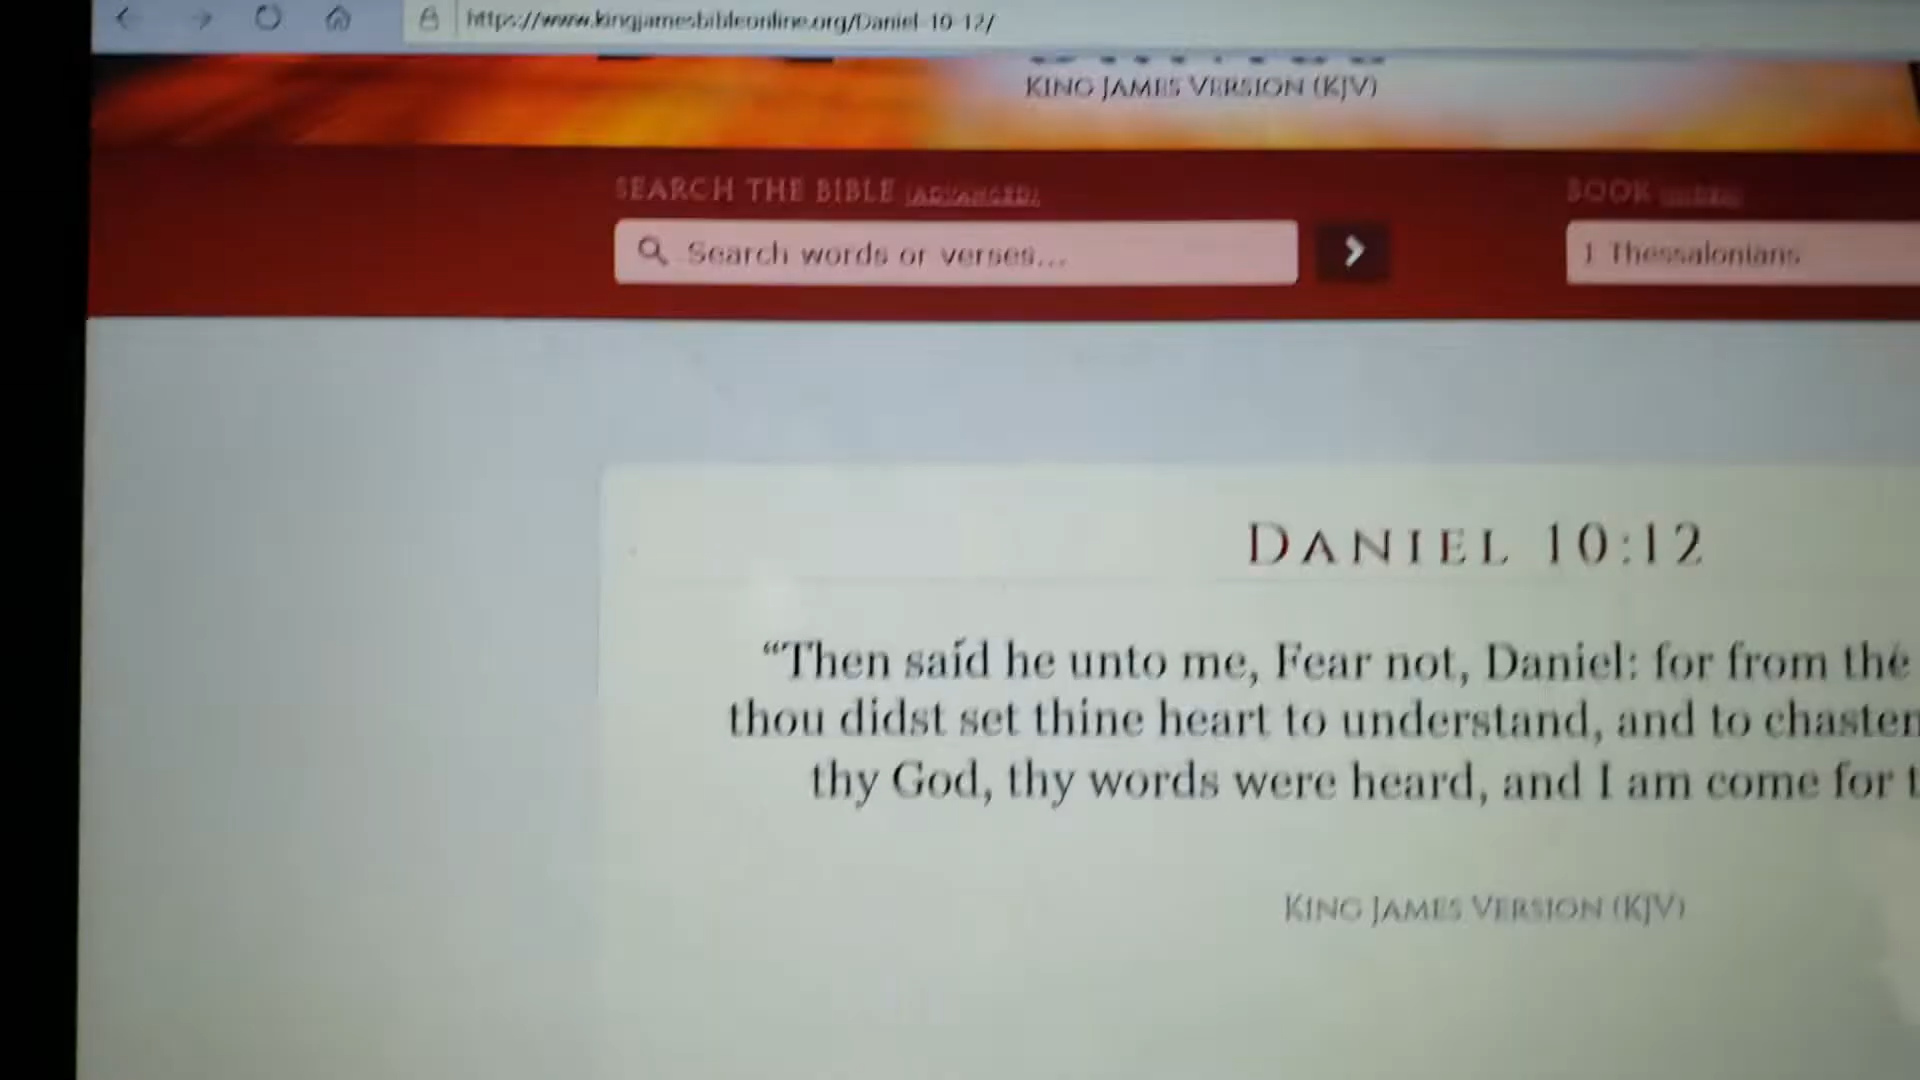 https://www.kingjamesbibleonline.org/Daniel-10-12/
KING JAMES VERSION (KJV)
SEARCH THE BIBLE (ADVANCED)
BOOK
Search words or verses...
1 Thessalonians
DANIEL 10:12
“Then said he unto me, Fear not, Daniel: for from the
thou didst set thine heart to understand, and to chasten
thy God, thy words were heard, and I am come for t
KING JAMES VERSION (KJV)